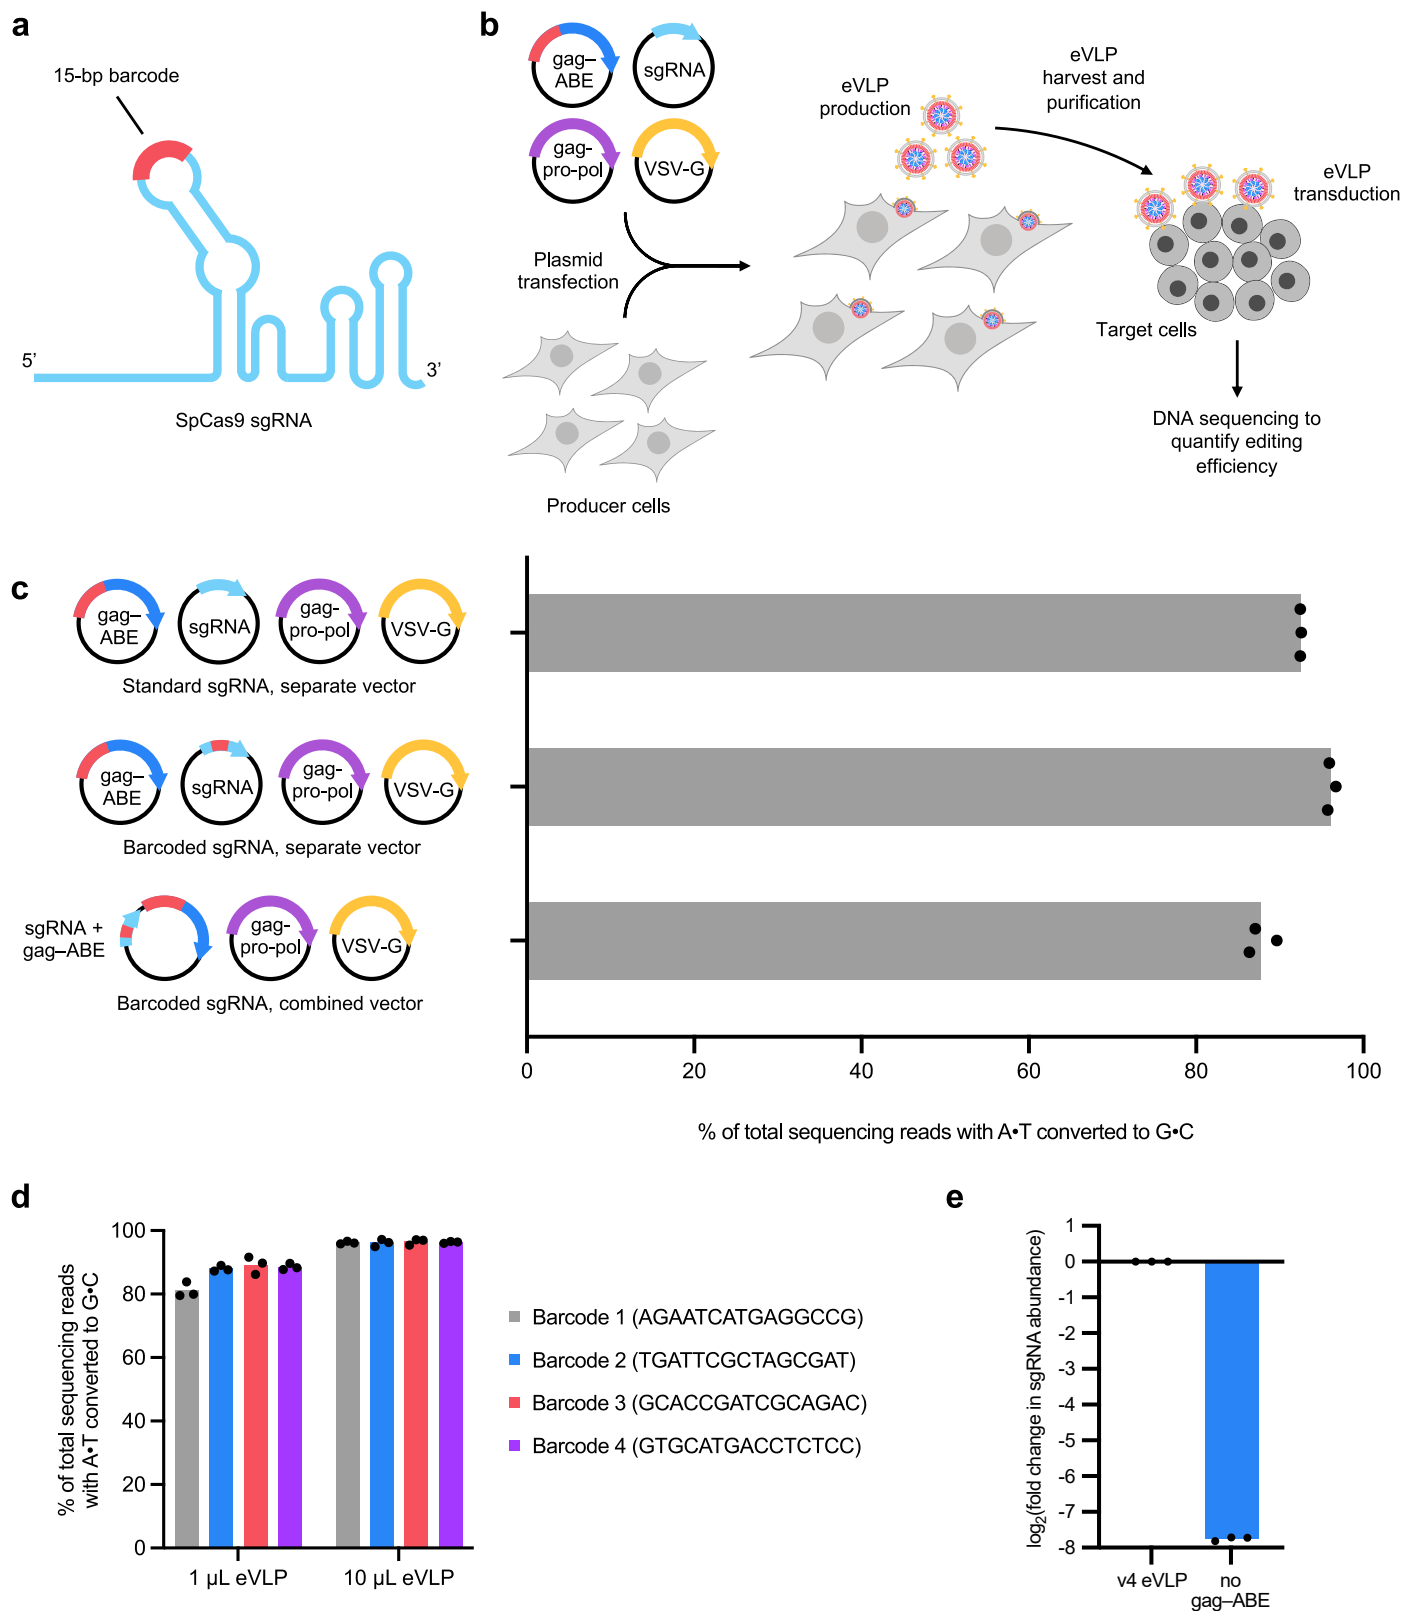 a
15-bp barcode
5’
3’
SpCas9 sgRNA
b
gag–
ABE
sgRNA
gag-
pro-pol
VSV-G
Plasmid
transfection
Producer cells
eVLP
production
eVLP
harvest and
purification
eVLP
transduction
Target cells
DNA sequencing to
quantify editing
efficiency
c
gag–
ABE
sgRNA
gag-
pro-pol
VSV-G
Standard sgRNA, separate vector
gag–
ABE
sgRNA
gag-
pro-pol
VSV-G
Barcoded sgRNA, separate vector
sgRNA +
gag–ABE
gag-
pro-pol
VSV-G
Barcoded sgRNA, combined vector
0 20 40 60 80 100
% of total sequencing reads with A•T converted to G•C
d
% of total sequencing reads
with A•T converted to G•C
100
80
60
40
20
0
1 µL eVLP 10 µL eVLP
Barcode 1 (AGAATCATGAGGCCG)
Barcode 2 (TGATTCGCTAGCGAT)
Barcode 3 (GCACCGATCGCAGAC)
Barcode 4 (GTGCATGACCTCTCC)
e
log₂(fold change in sgRNA abundance)
1
0
-1
-2
-3
-4
-5
-6
-7
-8
v4 eVLP
no
gag–ABE